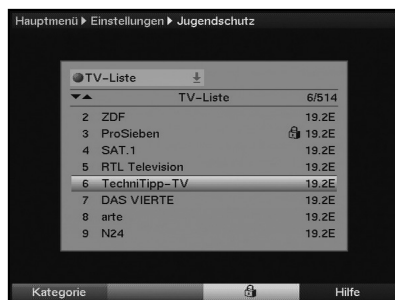 Hauptmenü Einstellungen Jugendschutz
TV-Liste
TV-Liste 6/514
2 ZDF 19.2E
3 ProSieben 19.2E
4 SAT.1 19.2E
5 RTL Television 19.2E
6 TechniTipp-TV 19.2E
7 DAS VIERTE 19.2E
8 arte 19.2E
9 N24 19.2E
Kategorie Hilfe